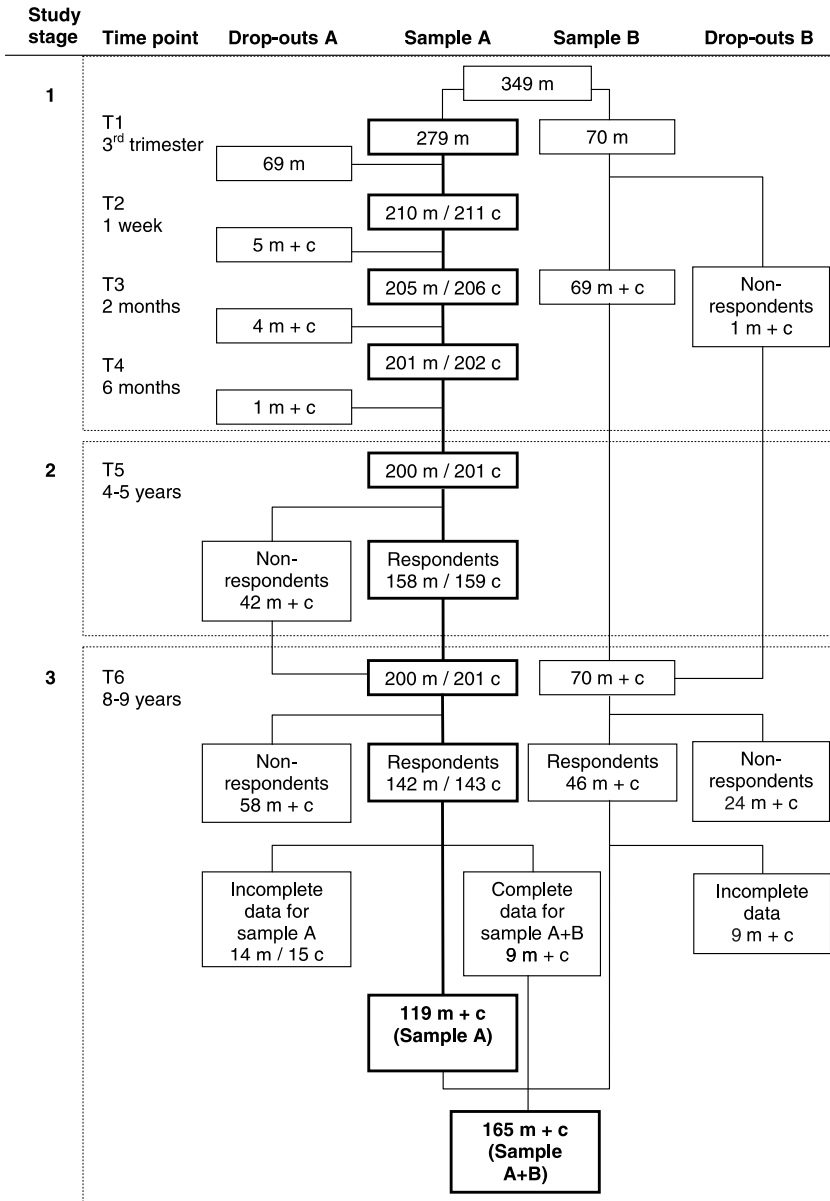 Study
stage
Time point
Drop-outs A
Sample A
Sample B
Drop-outs B
1
349 m
T1
3rd trimester
279 m
70 m
69 m
T2
1 week
210 m / 211 c
5 m + c
T3
2 months
205 m / 206 c
69 m + c
Non-
respondents
1 m + c
4 m + c
T4
6 months
201 m / 202 c
1 m + c
2
T5
4-5 years
200 m / 201 c
Non-
respondents
42 m + c
Respondents
158 m / 159 c
3
T6
8-9 years
200 m / 201 c
70 m + c
Non-
respondents
58 m + c
Respondents
142 m / 143 c
Respondents
46 m + c
Non-
respondents
24 m + c
Incomplete
data for
sample A
14 m / 15 c
Complete
data for
sample A+B
9 m + c
Incomplete
data
9 m + c
119 m + c
(Sample A)
165 m + c
(Sample
A+B)